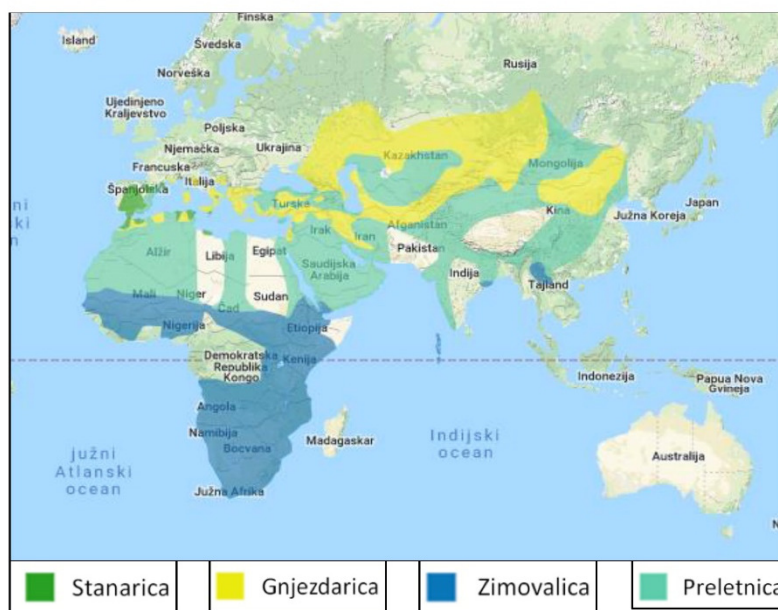 Island
Finska
Švedska
Norveška
Rusija
Ujedinjeno
Kraljevstvo
Poljska
Njemačka
Ukrajina
Francuska
Kazakhstan
Mongolija
Italija
Španjolska
Turska
Japan
Kina
Južna Koreja
Afganistan
Irak
Iran
Pakistan
Alžir
Libija
Egipat
Saudijska
Arabija
Indija
Mali
Niger
Čad
Sudan
Tajland
Nigerija
Etiopija
Demokratska
Republika
Kongo
Kenija
Indonezija
Papua Nova
Gvineja
Angola
Namibija
Bocvana
Madagaskar
Indijski
ocean
Australija
južni
Atlanski
ocean
Južna Afrika
Stanarica
Gnjezdarica
Zimovalica
Preletnica